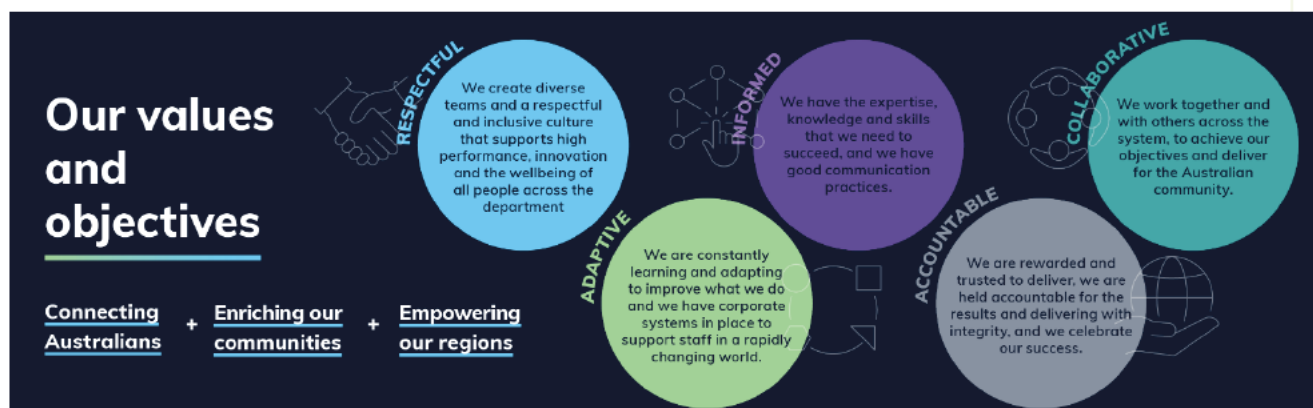 Our values
and
objectives
Connecting
Australians
+
Enriching our
communities
+
Empowering
our regions
RESPECTFUL
We create diverse
teams and a respectful
and inclusive culture
that supports high
performance, innovation
and the wellbeing of
all people across the
department
ADAPTIVE
We are constantly
learning and adapting
to improve what we do
and we have corporate
systems in place to
support staff in a rapidly
changing world.
INFORMED
We have the expertise,
knowledge and skills
that we need to
succeed, and we have
good communication
practices.
ACCOUNTABLE
We are rewarded and
trusted to deliver, we are
held accountable for the
results and delivering with
integrity, and we celebrate
our success.
COLLABORATIVE
We work together and
with others across the
system, to achieve our
objectives and deliver
for the Australian
community.